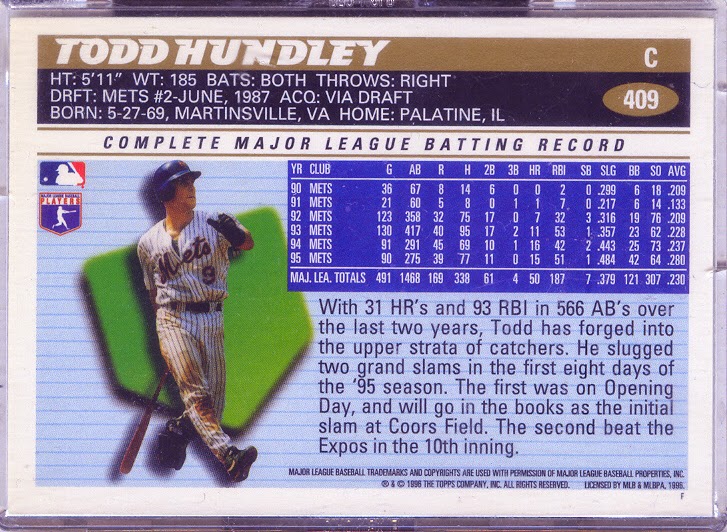 TODD HUNDLEY
C
HT: 5'11" WT: 185 BATS: BOTH THROWS: RIGHT
DRFT: METS #2-JUNE, 1987 ACQ: VIA DRAFT
BORN: 5-27-69, MARTINSVILLE, VA HOME: PALATINE, IL
409
COMPLETE MAJOR LEAGUE BATTING RECORD
YR CLUB G AB R H 2B 3B HR RBI SB SLG BB SO AVG
90 METS 36 67 8 14 6 0 0 2 0 .299 6 18 .209
91 METS 21 60 5 8 0 1 1 7 0 .217 6 14 .133
92 METS 123 358 32 75 17 0 7 32 3 .316 19 76 .209
93 METS 130 417 40 95 17 2 11 53 1 .357 23 62 .228
94 METS 91 291 45 69 10 1 16 42 2 .443 25 73 .237
95 METS 90 275 39 77 11 0 15 51 1 .484 42 64 .280
MAJ. LEA. TOTALS 491 1468 169 338 61 4 50 187 7 .379 121 307 .230
MAJOR LEAGUE BASEBALL
PLAYERS
Mets
9
With 31 HR's and 93 RBI in 566 AB's over
the last two years, Todd has forged into
the upper strata of catchers. He slugged
two grand slams in the first eight days of
the '95 season. The first was on Opening
Day, and will go in the books as the initial
slam at Coors Field. The second beat the
Expos in the 10th inning.
MAJOR LEAGUE BASEBALL TRADEMARKS AND COPYRIGHTS ARE USED WITH PERMISSION OF MAJOR LEAGUE BASEBALL PROPERTIES, INC.
® & © 1996 THE TOPPS COMPANY, INC. ALL RIGHTS RESERVED. LICENSED BY MLB & MLBPA, 1996.
F